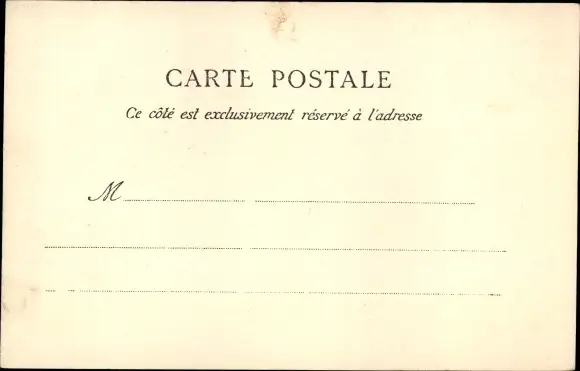 CARTE POSTALE
Ce côté est exclusivement réservé à l'adresse
M